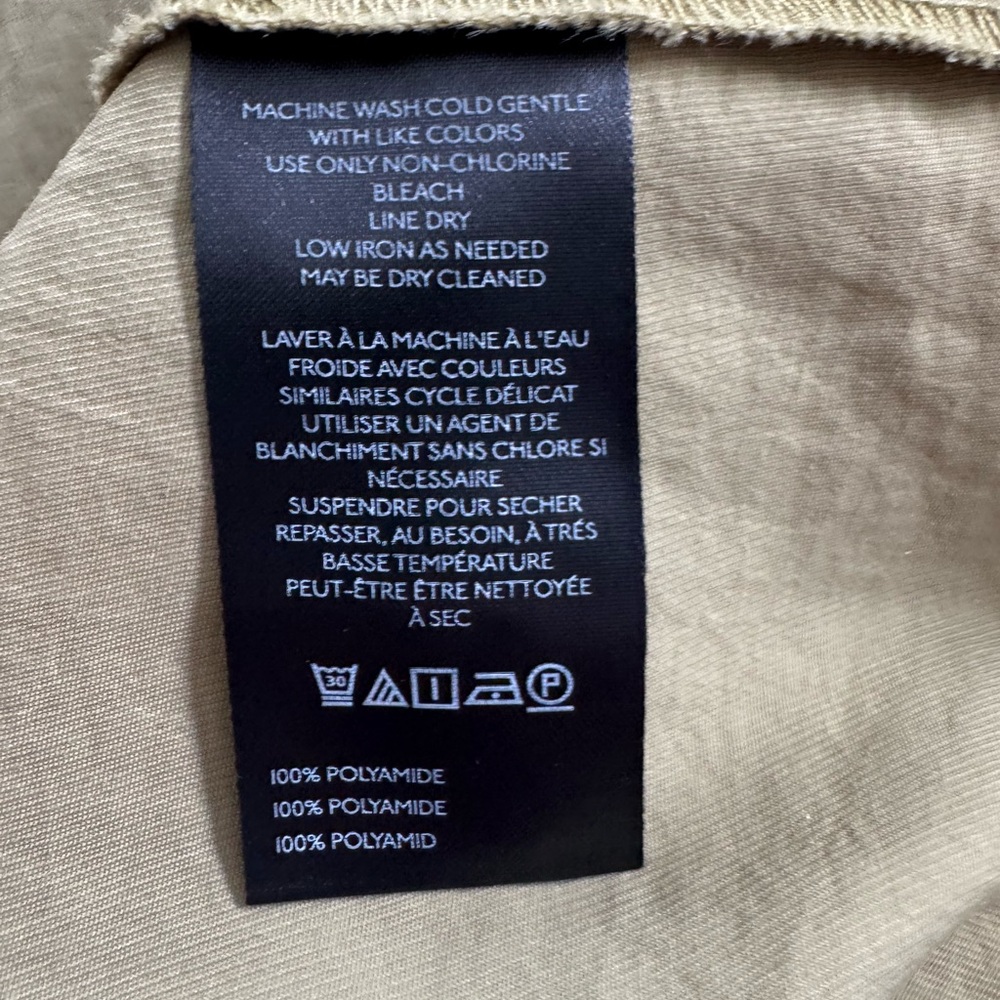 MACHINE WASH COLD GENTLE
WITH LIKE COLORS
USE ONLY NON-CHLORINE
BLEACH
LINE DRY
LOW IRON AS NEEDED
MAY BE DRY CLEANED
LAVER À LA MACHINE À L'EAU
FROIDE AVEC COULEURS
SIMILAIRES CYCLE DÉLICAT
UTILISER UN AGENT DE
BLANCHIMENT SANS CHLORE SI
NÉCESSAIRE
SUSPENDRE POUR SECHER
REPASSER, AU BESOIN, À TRÉS
BASSE TEMPÉRATURE
PEUT-ÊTRE ÊTRE NETTOYÉE
À SEC
30 P
100% POLYAMIDE
100% POLYAMIDE
100% POLYAMID